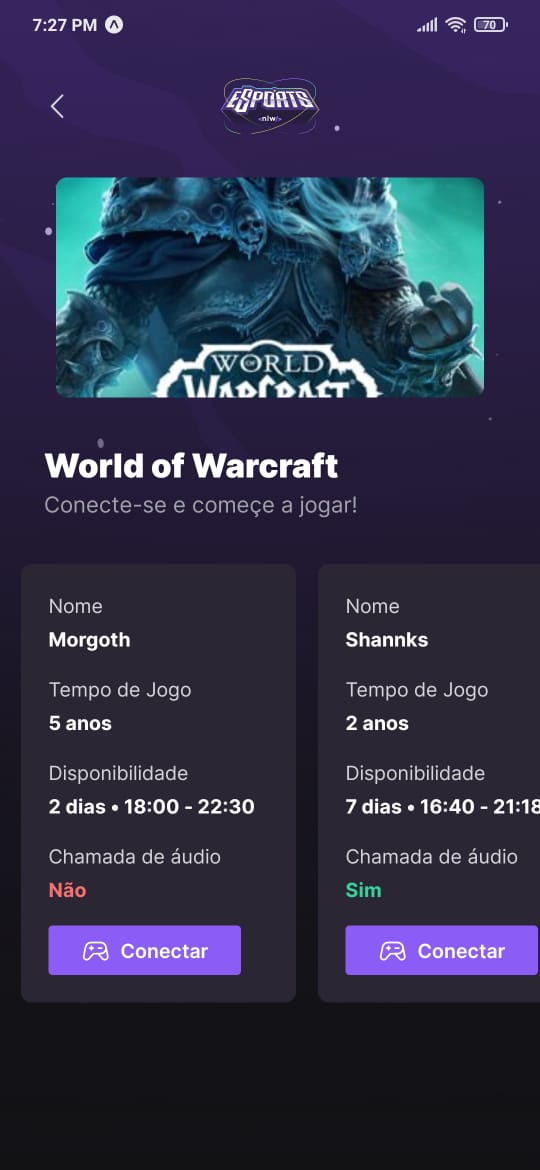 7:27 PM
70
ESPORTS
<nlw/>
WORLD
OF
WARCRAFT
World of Warcraft
Conecte-se e começe a jogar!
Nome
Morgoth
Tempo de Jogo
5 anos
Disponibilidade
2 dias • 18:00 - 22:30
Chamada de áudio
Não
Conectar
Nome
Shannks
Tempo de Jogo
2 anos
Disponibilidade
7 dias • 16:40 - 21:18
Chamada de áudio
Sim
Conectar